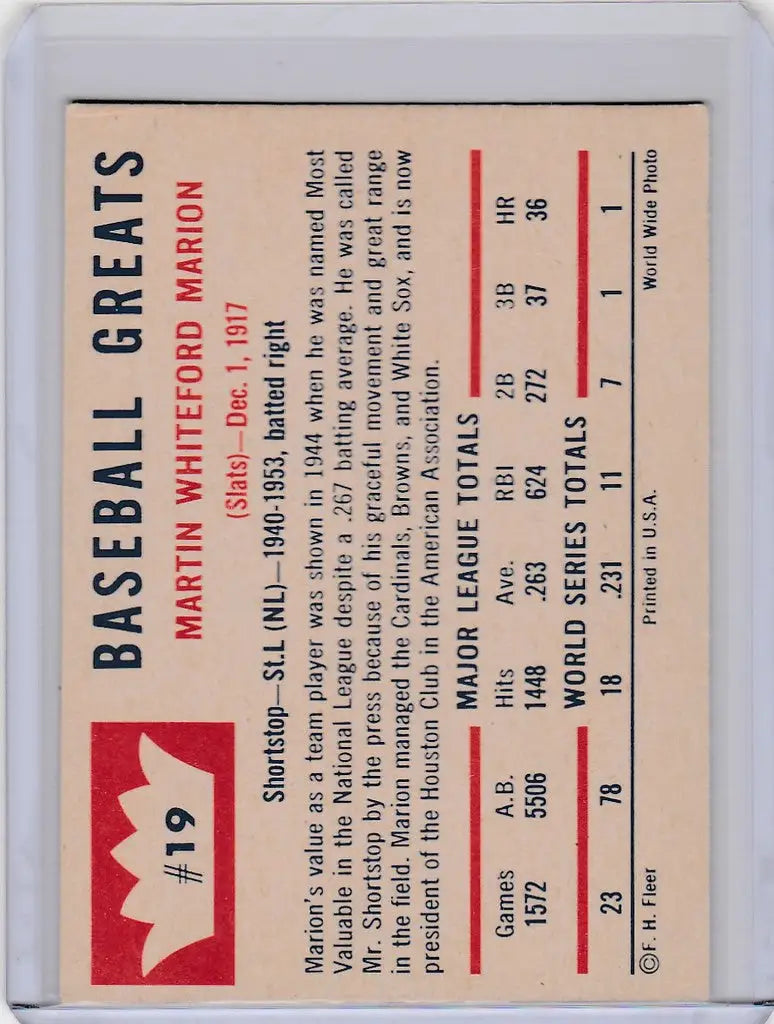 #19
BASEBALL GREATS
MARTIN WHITEFORD MARION
(Slats)—Dec. 1, 1917
Shortstop—St.L (NL)—1940-1953, batted right
Marion's value as a team player was shown in 1944 when he was named Most
Valuable in the National League despite a .267 batting average. He was called
Mr. Shortstop by the press because of his graceful movement and great range
in the field. Marion managed the Cardinals, Browns, and White Sox, and is now
president of the Houston Club in the American Association.
MAJOR LEAGUE TOTALS
Games A.B. Hits Ave. RBI 2B 3B HR
1572 5506 1448 .263 624 272 37 36
WORLD SERIES TOTALS
23 78 18 .231 11 7 1 1
©F. H. Fleer Printed in U.S.A. World Wide Photo